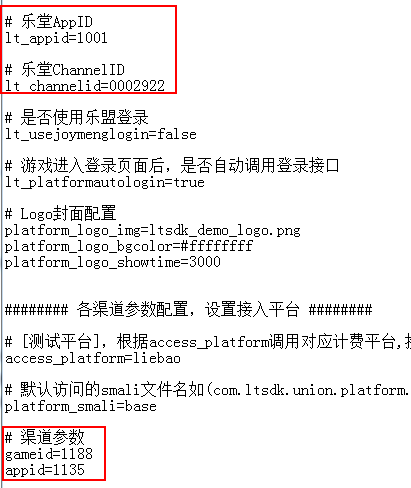 # 乐堂AppID
lt_appid=1001
# 乐堂ChannelID
lt_channelid=0002922
# 是否使用乐盟登录
lt_usejoymenglogin=false
# 游戏进入登录页面后，是否自动调用登录接口
lt_platformautologin=true
# Logo封面配置
platform_logo_img=ltsdk_demo_logo.png
platform_logo_bgcolor=#ffffffff
platform_logo_showtime=3000
######## 各渠道参数配置，设置接入平台 ########
# [测试平台]，根据access_platform调用对应计费平台,
access_platform=liebao
# 默认访问的smali文件名如(com.ltsdk.union.platform.
platform_smali=base
# 渠道参数
gameid=1188
appid=1135